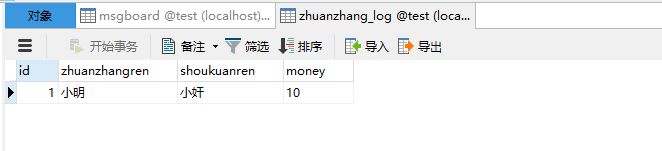 对象 msgboard @test (localhost)... zhuanzhang_log @test (loca...
开始事务 备注 筛选 排序 导入 导出
id zhuanzhangren shoukuanren money
1 小明 小奸 10